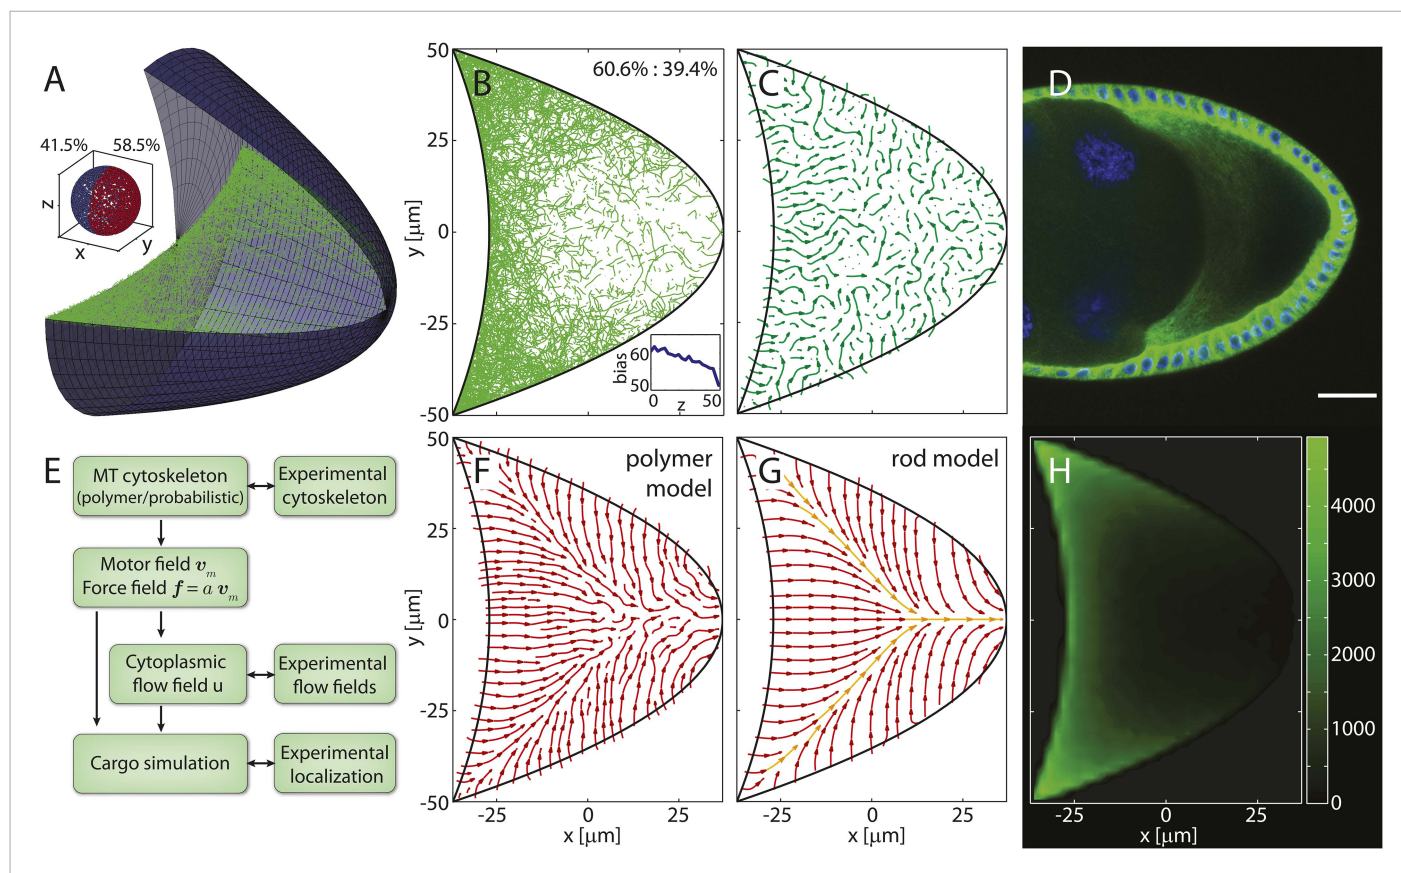 A
41.5%
58.5%
z
x
y
B
60.6% : 39.4%
50
25
0
-25
-50
y [μm]
bias
60
50
0
50
z
C
D
E
MT cytoskeleton
(polymer/probabilistic)
Experimental
cytoskeleton
Motor field vm
Force field f = a vm
Cytoplasmic
flow field u
Experimental
flow fields
Cargo simulation
Experimental
localization
F
polymer
model
50
25
0
-25
-50
y [μm]
-25
0
25
x [μm]
G
rod model
-25
0
25
x [μm]
H
4000
3000
2000
1000
0
-25
0
25
x [μm]